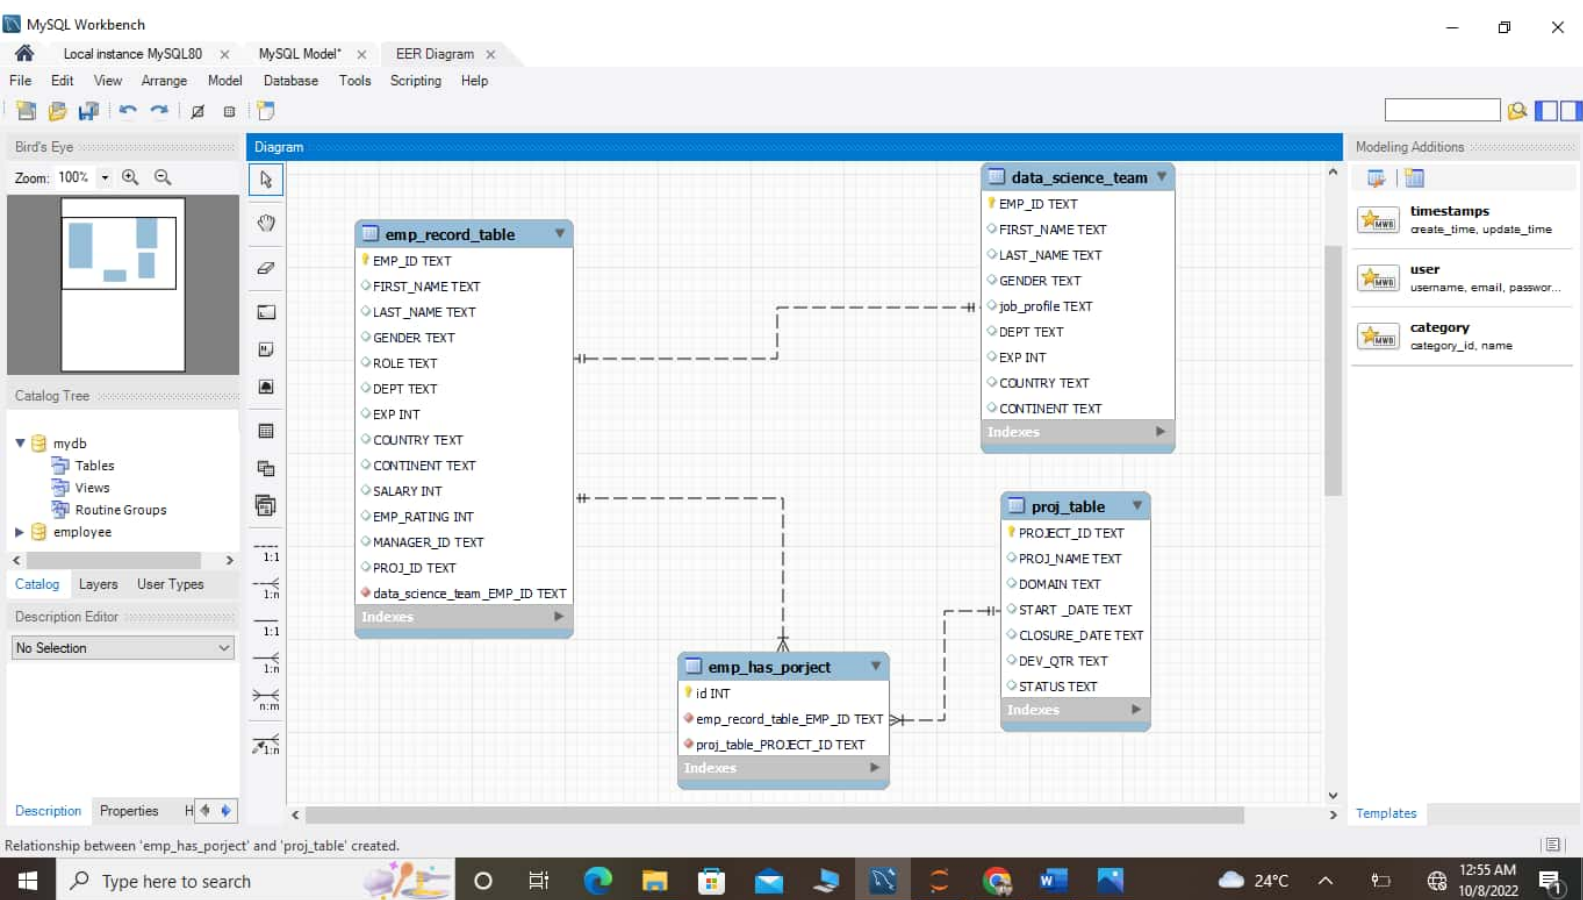 MySQL Workbench
Local instance MySQL80 ×
MySQL Model* ×
EER Diagram ×
File Edit View Arrange Model Database Tools Scripting Help
Bird's Eye
Zoom: 100%
Catalog Tree
mydb
Tables
Views
Routine Groups
employee
Catalog Layers User Types
Description Editor
No Selection
Description Properties H
Diagram
1:1
1:n
1:1
1:n
n:m
1:n
emp_record_table
EMP_ID TEXT
FIRST_NAME TEXT
LAST_NAME TEXT
GENDER TEXT
ROLE TEXT
DEPT TEXT
EXP INT
COUNTRY TEXT
CONTINENT TEXT
SALARY INT
EMP_RATING INT
MANAGER_ID TEXT
PROJ_ID TEXT
data_science_team_EMP_ID TEXT
Indexes
data_science_team
EMP_ID TEXT
FIRST_NAME TEXT
LAST_NAME TEXT
GENDER TEXT
job_profile TEXT
DEPT TEXT
EXP INT
COUNTRY TEXT
CONTINENT TEXT
Indexes
proj_table
PROJECT_ID TEXT
PROJ_NAME TEXT
DOMAIN TEXT
START _DATE TEXT
CLOSURE_DATE TEXT
DEV_QTR TEXT
STATUS TEXT
Indexes
emp_has_porject
id INT
emp_record_table_EMP_ID TEXT
proj_table_PROJECT_ID TEXT
Indexes
Modeling Additions
timestamps
create_time, update_time
user
username, email, passwor...
category
category_id, name
Templates
Relationship between 'emp_has_porject' and 'proj_table' created.
Type here to search
24°C
12:55 AM
10/8/2022
1